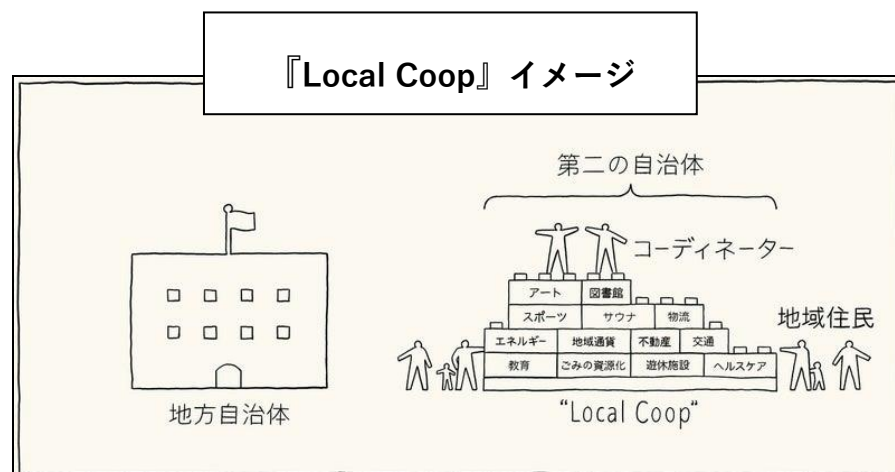 『Local Coop』イメージ
第二の自治体
コーディネーター
アート 図書館
スポーツ サウナ 物流
地域住民
エネルギー 地域通貨 不動産 交通
教育 ごみの資源化 遊休施設 ヘルスケア
地方自治体
“Local Coop“